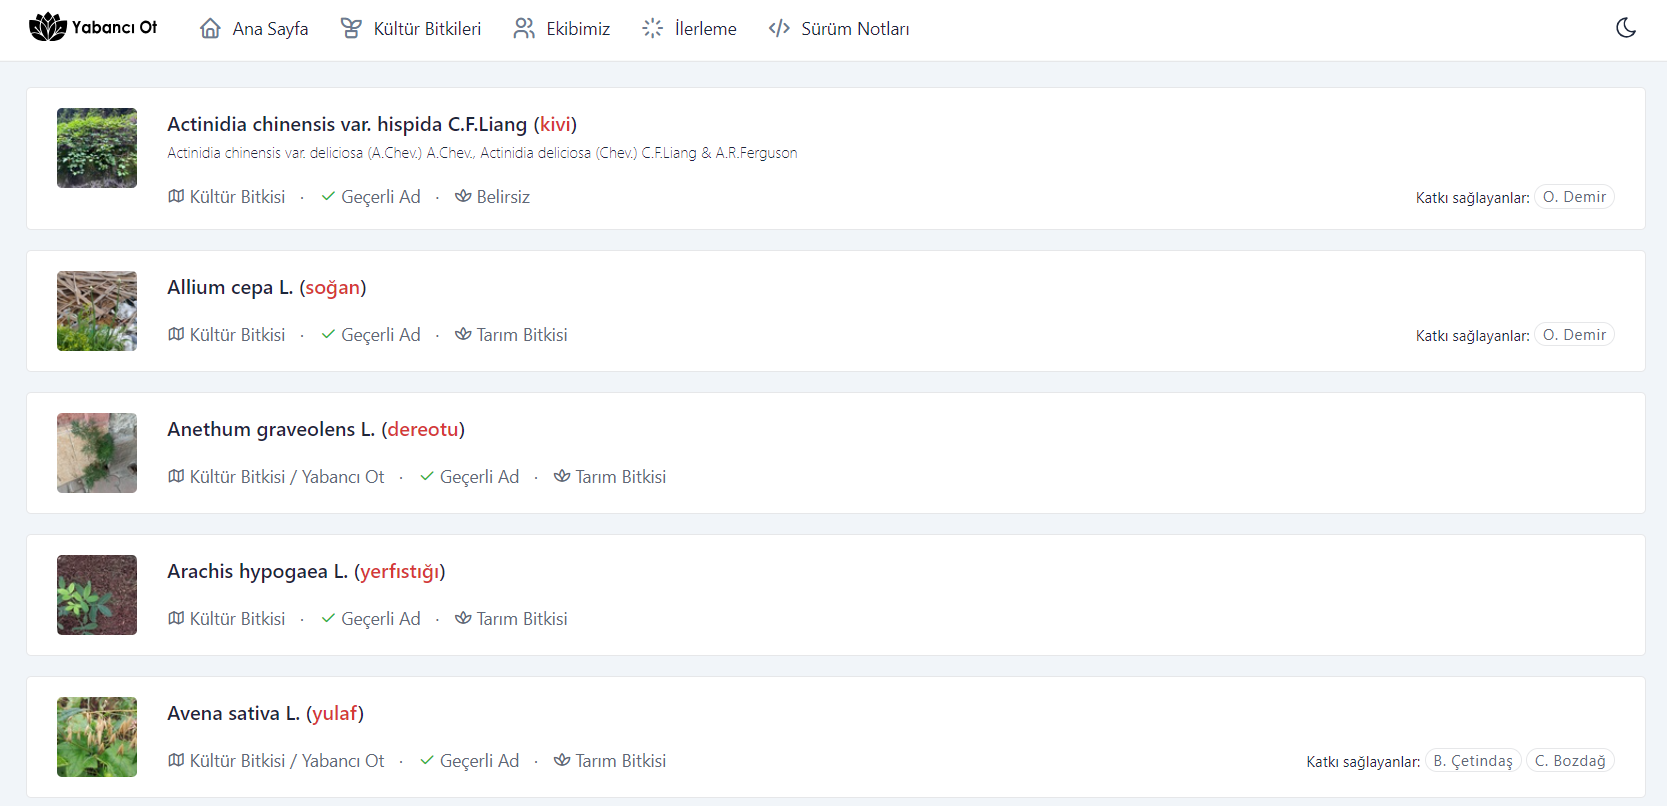 Yabancı Ot
Ana Sayfa
Kültür Bitkileri
Ekibimiz
İlerleme
Sürüm Notları
Actinidia chinensis var. hispida C.F.Liang (kivi)
Actinidia chinensis var. deliciosa (A.Chev.) A.Chev., Actinidia deliciosa (Chev.) C.F.Liang & A.R.Ferguson
Kültür Bitkisi · Geçerli Ad · Belirsiz
Katkı sağlayanlar: O. Demir
Allium cepa L. (soğan)
Kültür Bitkisi · Geçerli Ad · Tarım Bitkisi
Katkı sağlayanlar: O. Demir
Anethum graveolens L. (dereotu)
Kültür Bitkisi / Yabancı Ot · Geçerli Ad · Tarım Bitkisi
Arachis hypogaea L. (yerfıstığı)
Kültür Bitkisi · Geçerli Ad · Tarım Bitkisi
Avena sativa L. (yulaf)
Kültür Bitkisi / Yabancı Ot · Geçerli Ad · Tarım Bitkisi
Katkı sağlayanlar: B. Çetindaş C. Bozdağ